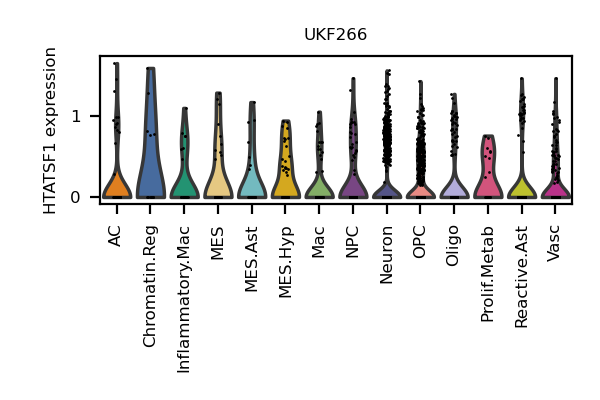 UKF266
HTATSF1 expression
1
0
AC
Chromatin.Reg
Inflammatory.Mac
MES
MES.Ast
MES.Hyp
Mac
NPC
Neuron
OPC
Oligo
Prolif.Metab
Reactive.Ast
Vasc